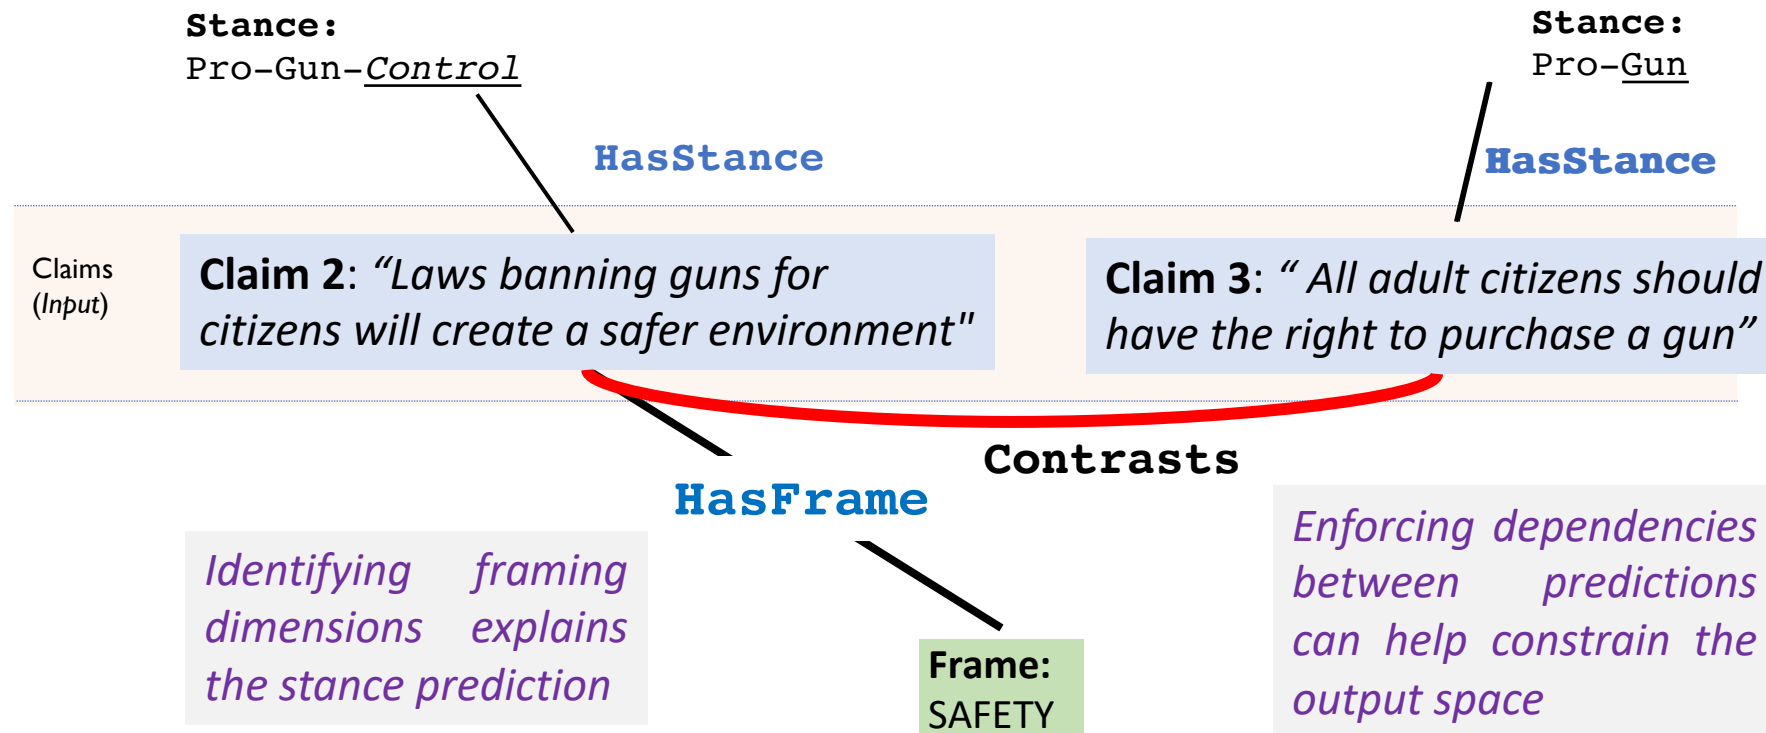 Stance:
Pro-Gun-Control
Stance:
Pro-Gun
HasStance
HasStance
Claims
(Input)
Claim 2: “Laws banning guns for
citizens will create a safer environment"
Claim 3: “ All adult citizens should
have the right to purchase a gun”
Contrasts
HasFrame
Identifying framing
dimensions explains
the stance prediction
Enforcing dependencies
between predictions
can help constrain the
output space
Frame:
SAFETY